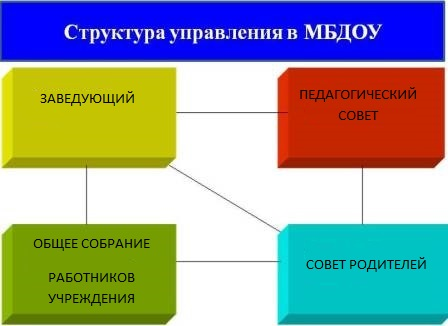 Структура управления в МБДОУ
ЗАВЕДУЮЩИЙ
ПЕДАГОГИЧЕСКИЙ
СОВЕТ
ОБЩЕЕ СОБРАНИЕ
РАБОТНИКОВ
УЧРЕЖДЕНИЯ
СОВЕТ РОДИТЕЛЕЙ